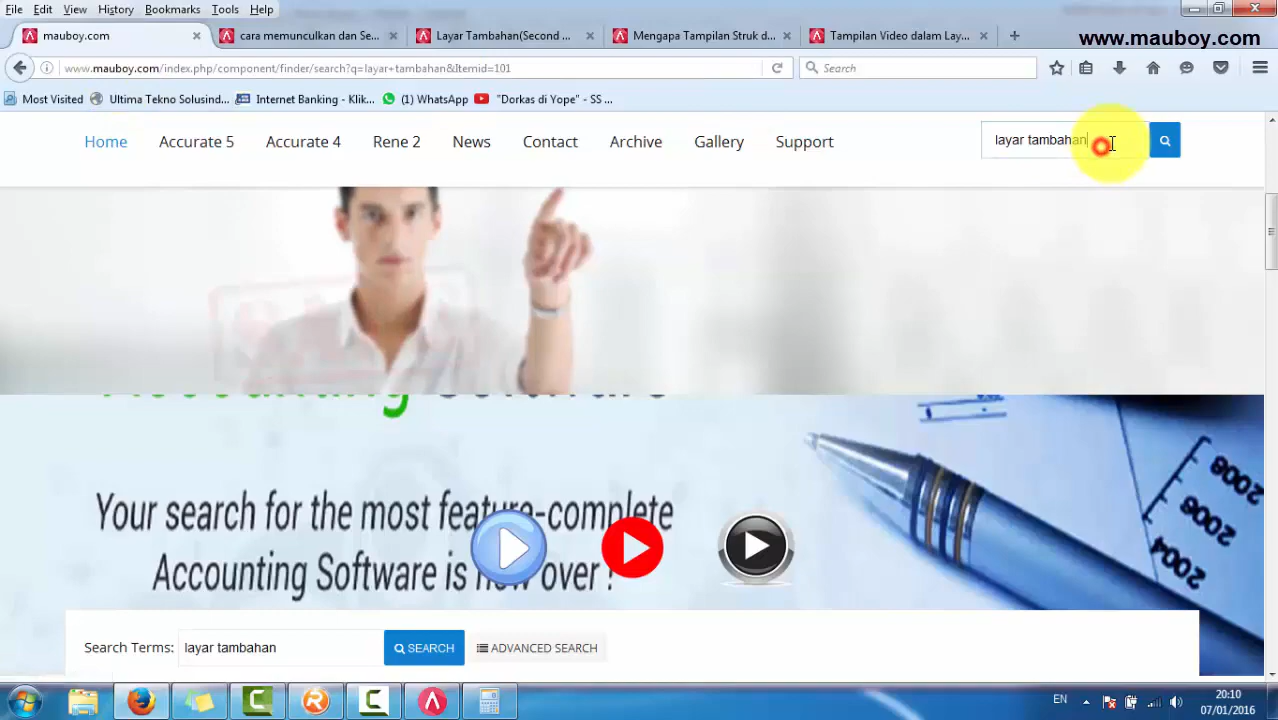 File Edit View History Bookmarks Tools Help
mauboy.com
cara memunculkan dan Se...
Layar Tambahan(Second ...
Mengapa Tampilan Struk d...
Tampilan Video dalam Lay...
www.mauboy.com
www.mauboy.com/index.php/component/finder/search?q=layar+tambahan&Itemid=101
Search
Most Visited
Ultima Tekno Solusind...
Internet Banking - Klik...
(1) WhatsApp
"Dorkas di Yope" - SS ...
Home Accurate 5 Accurate 4 Rene 2 News Contact Archive Gallery Support
layar tambahan
Your search for the most feature-complete
Accounting Software is now over !
2008
2006
2004
Search Terms: layar tambahan SEARCH ADVANCED SEARCH
EN
20:10
07/01/2016